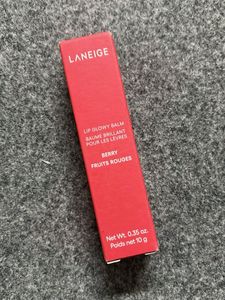 LANEIGE
LIP GLOWY BALM
BAUME BRILLANT
POUR LES LÈVRES
BERRY
FRUITS ROUGES
Net Wt. 0.35 oz.
Poids net 10 g